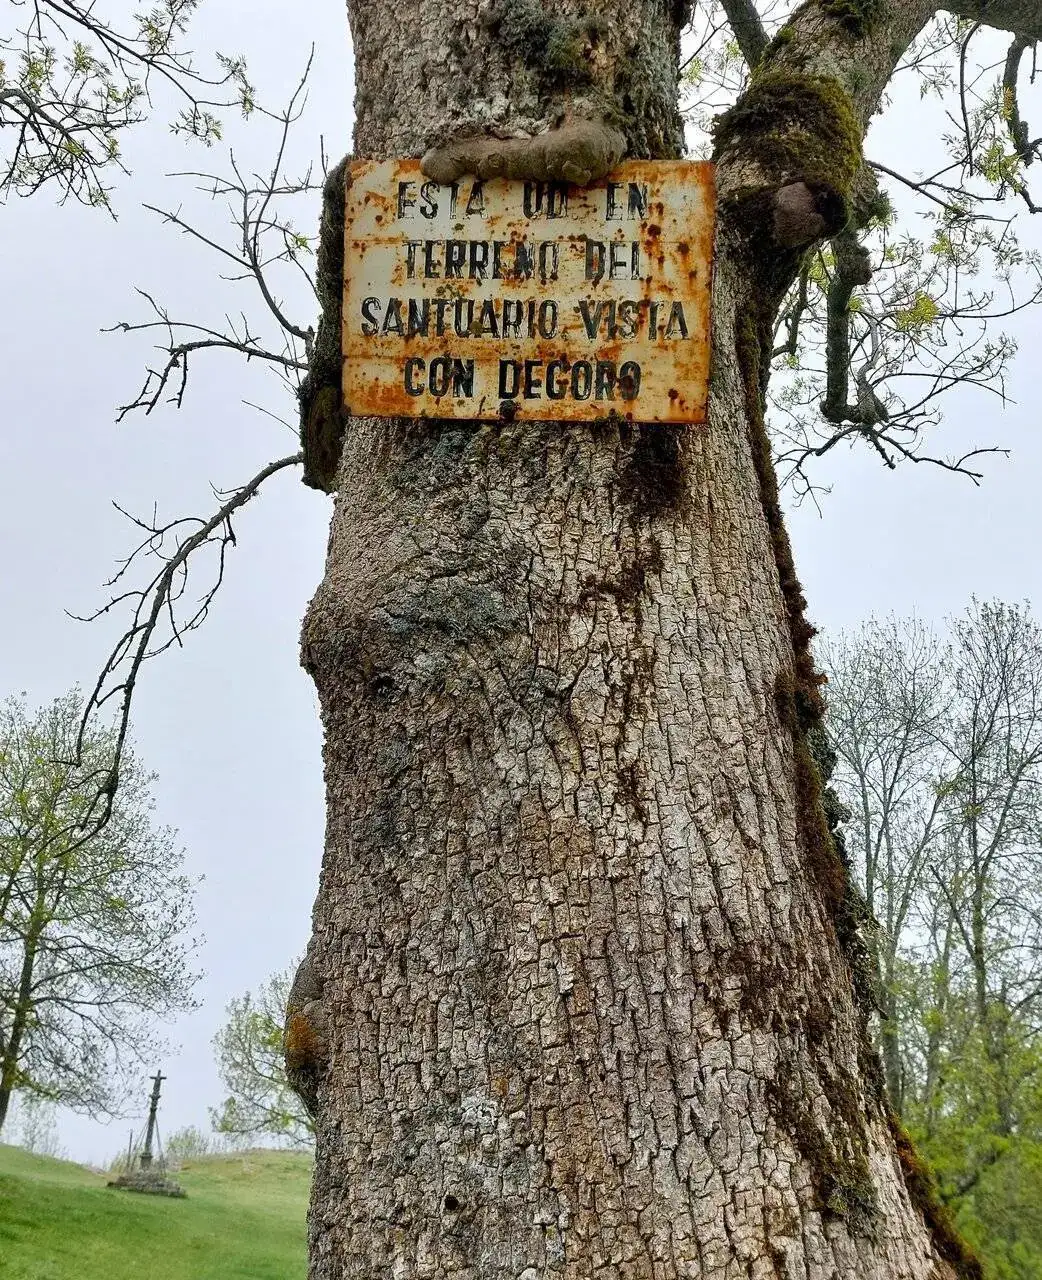 ESTA UD EN
TERRENO DEL
SANTUARIO VISTA
CON DECORO